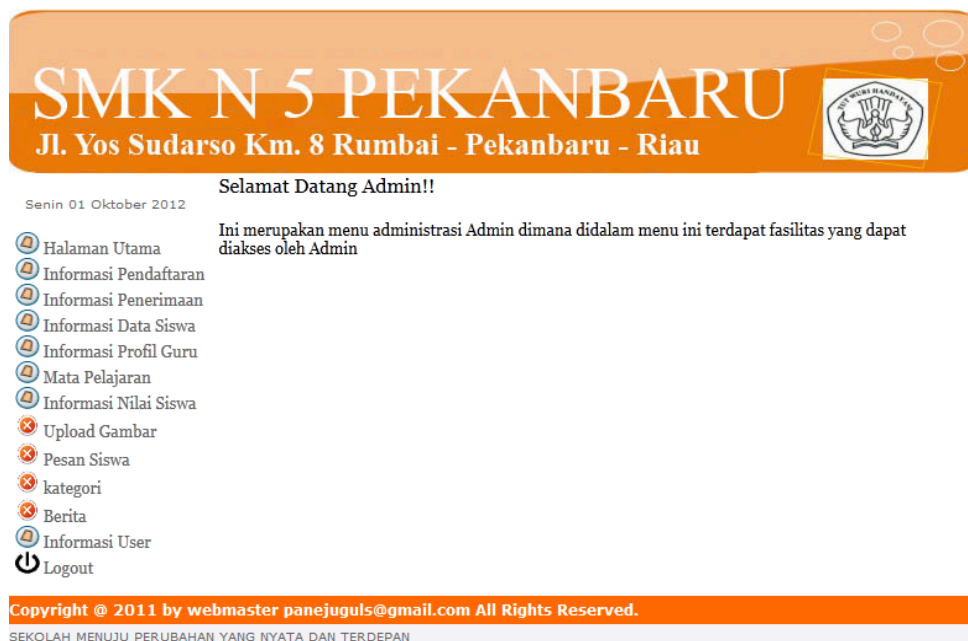 SMK N 5 PEKANBARU
Jl. Yos Sudarso Km. 8 Rumbai - Pekanbaru - Riau
TUT WURI HANDAYANI
Senin 01 Oktober 2012
Halaman Utama
Informasi Pendaftaran
Informasi Penerimaan
Informasi Data Siswa
Informasi Profil Guru
Mata Pelajaran
Informasi Nilai Siswa
Upload Gambar
Pesan Siswa
kategori
Berita
Informasi User
Logout
Selamat Datang Admin!!
Ini merupakan menu administrasi Admin dimana didalam menu ini terdapat fasilitas yang dapat
diakses oleh Admin
Copyright @ 2011 by webmaster panejuguls@gmail.com All Rights Reserved.
SEKOLAH MENUJU PERUBAHAN YANG NYATA DAN TERDEPAN